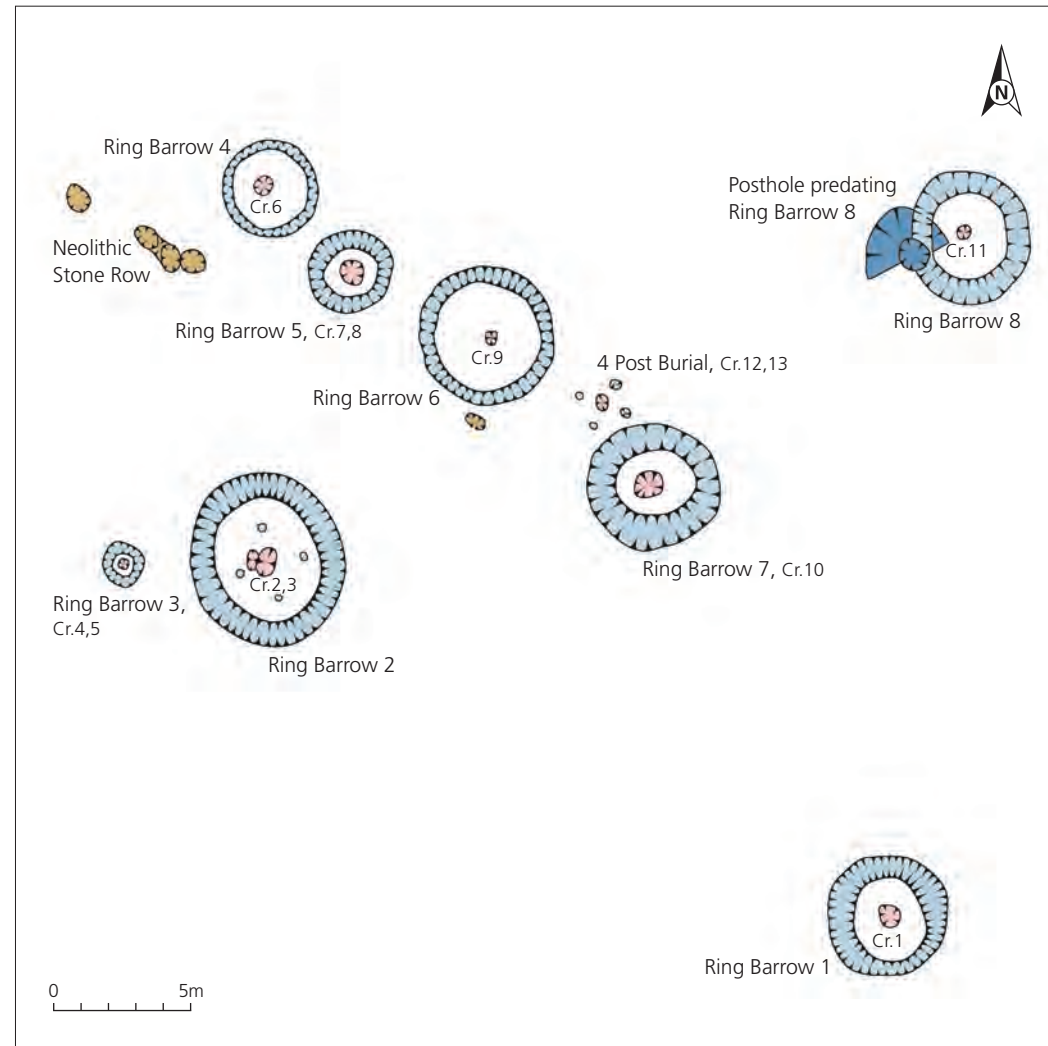 N
Ring Barrow 4
Cr.6
Posthole predating
Ring Barrow 8
Cr.11
Ring Barrow 8
Neolithic
Stone Row
Ring Barrow 5, Cr.7,8
Cr.9
Ring Barrow 6
4 Post Burial, Cr.12,13
Ring Barrow 7, Cr.10
Cr.2,3
Ring Barrow 3,
Cr.4,5
Ring Barrow 2
Cr.1
Ring Barrow 1
0 5m